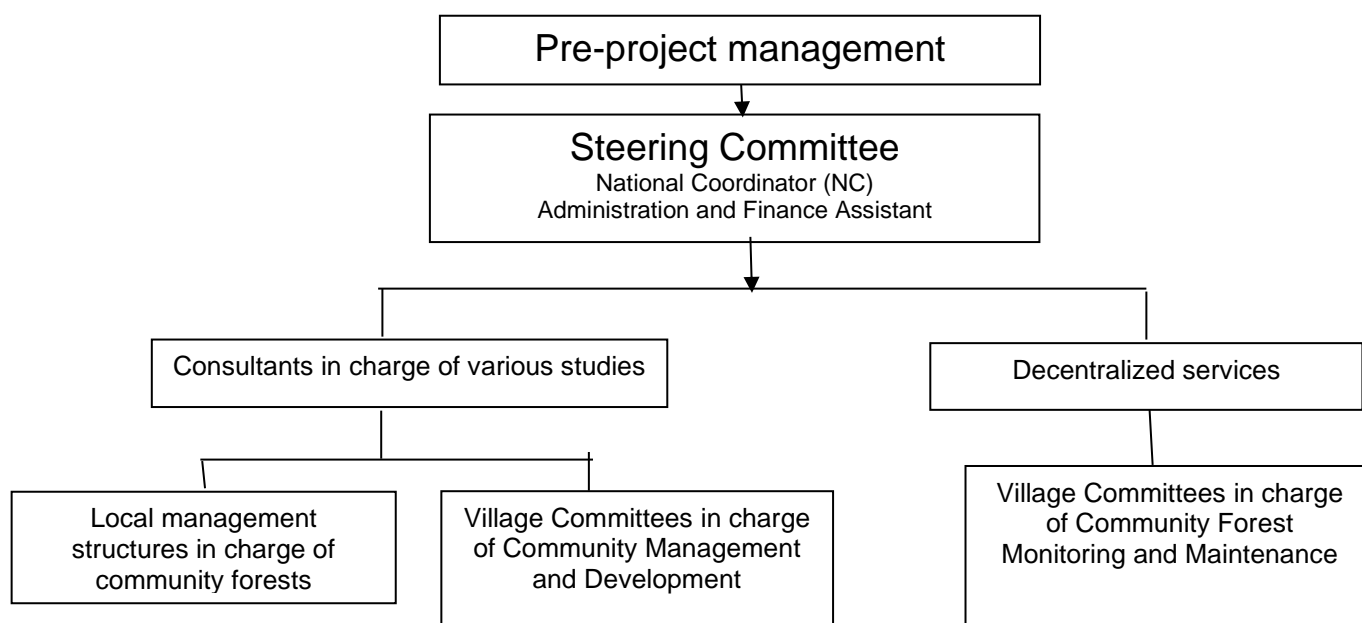 Pre-project management
Steering Committee
National Coordinator (NC)
Administration and Finance Assistant
Consultants in charge of various studies
Decentralized services
Local management
structures in charge of
community forests
Village Committees in charge
of Community Management
and Development
Village Committees in charge
of Community Forest
Monitoring and Maintenance